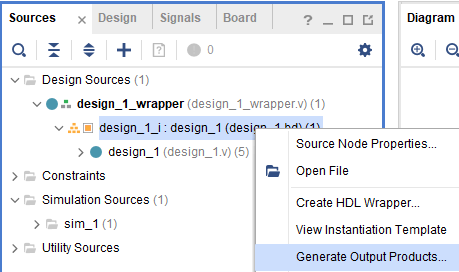 Sources Design Signals Board
Diagram
0
Design Sources (1)
design_1_wrapper (design_1_wrapper.v) (1)
design_1_i : design_1 (design_1.bd) (1)
design_1 (design_1.v) (5)
Constraints
Simulation Sources (1)
sim_1 (1)
Utility Sources
Source Node Properties...
Open File
Create HDL Wrapper...
View Instantiation Template
Generate Output Products...